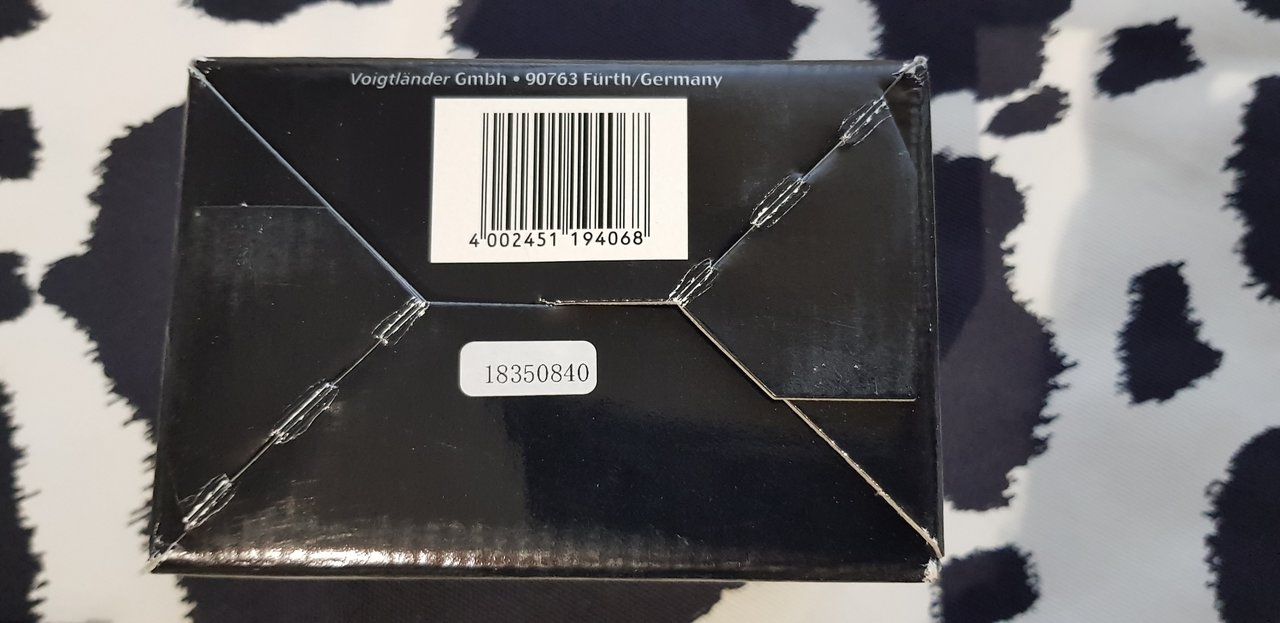 Voigtländer Gmbh • 90763 Fürth/Germany
4 002451 194068
18350840